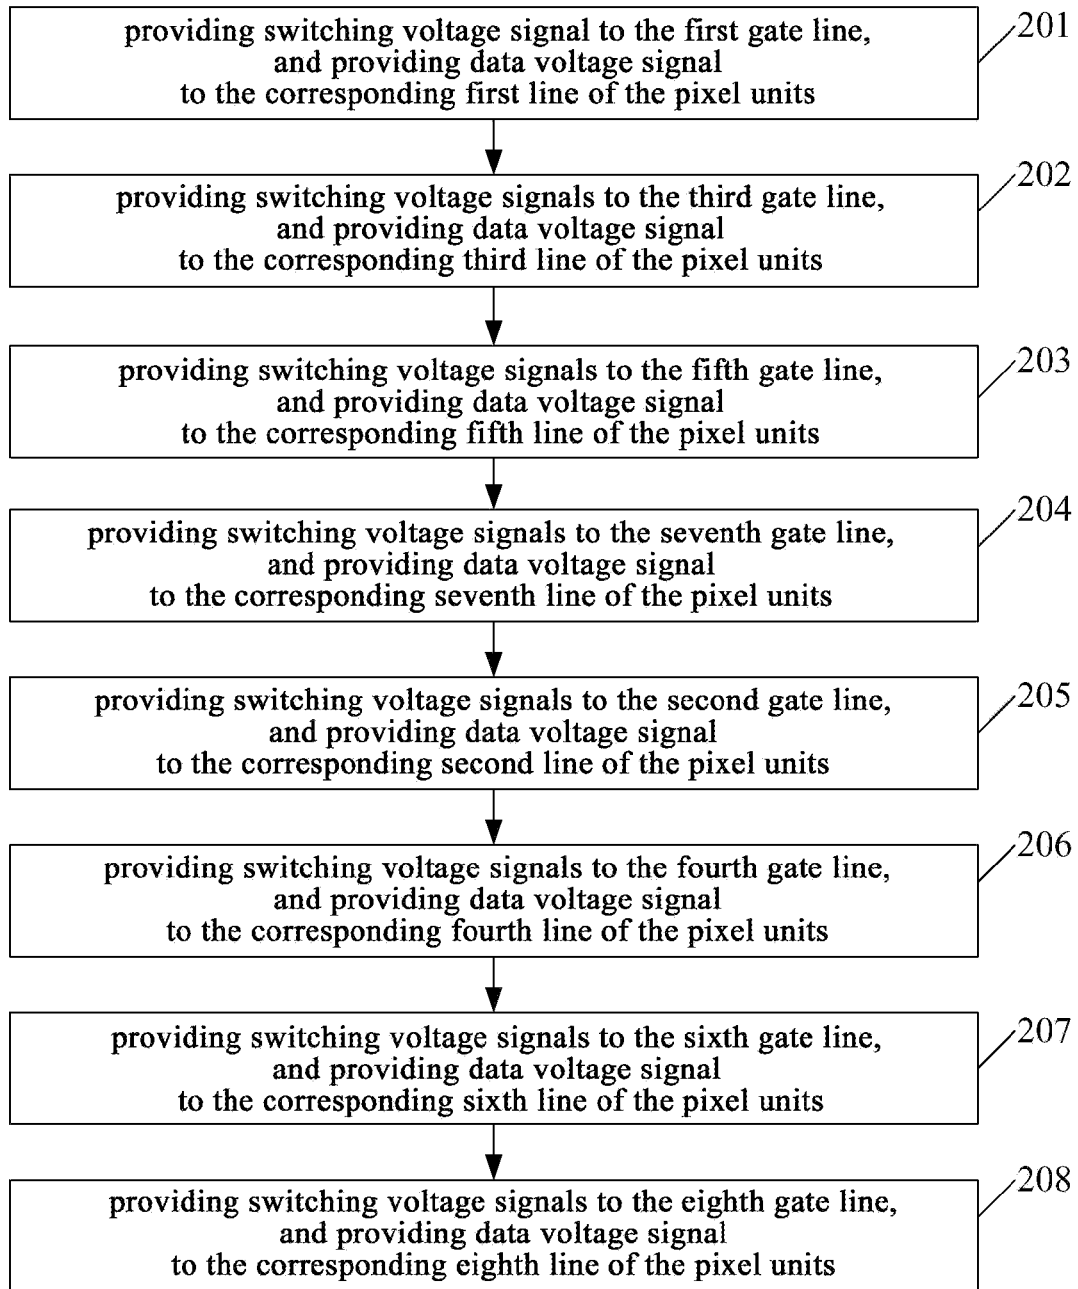 providing switching voltage signal to the first gate line,
and providing data voltage signal
to the corresponding first line of the pixel units
201
providing switching voltage signals to the third gate line,
and providing data voltage signal
to the corresponding third line of the pixel units
202
providing switching voltage signals to the fifth gate line,
and providing data voltage signal
to the corresponding fifth line of the pixel units
203
providing switching voltage signals to the seventh gate line,
and providing data voltage signal
to the corresponding seventh line of the pixel units
204
providing switching voltage signals to the second gate line,
and providing data voltage signal
to the corresponding second line of the pixel units
205
providing switching voltage signals to the fourth gate line,
and providing data voltage signal
to the corresponding fourth line of the pixel units
206
providing switching voltage signals to the sixth gate line,
and providing data voltage signal
to the corresponding sixth line of the pixel units
207
providing switching voltage signals to the eighth gate line,
and providing data voltage signal
to the corresponding eighth line of the pixel units
208